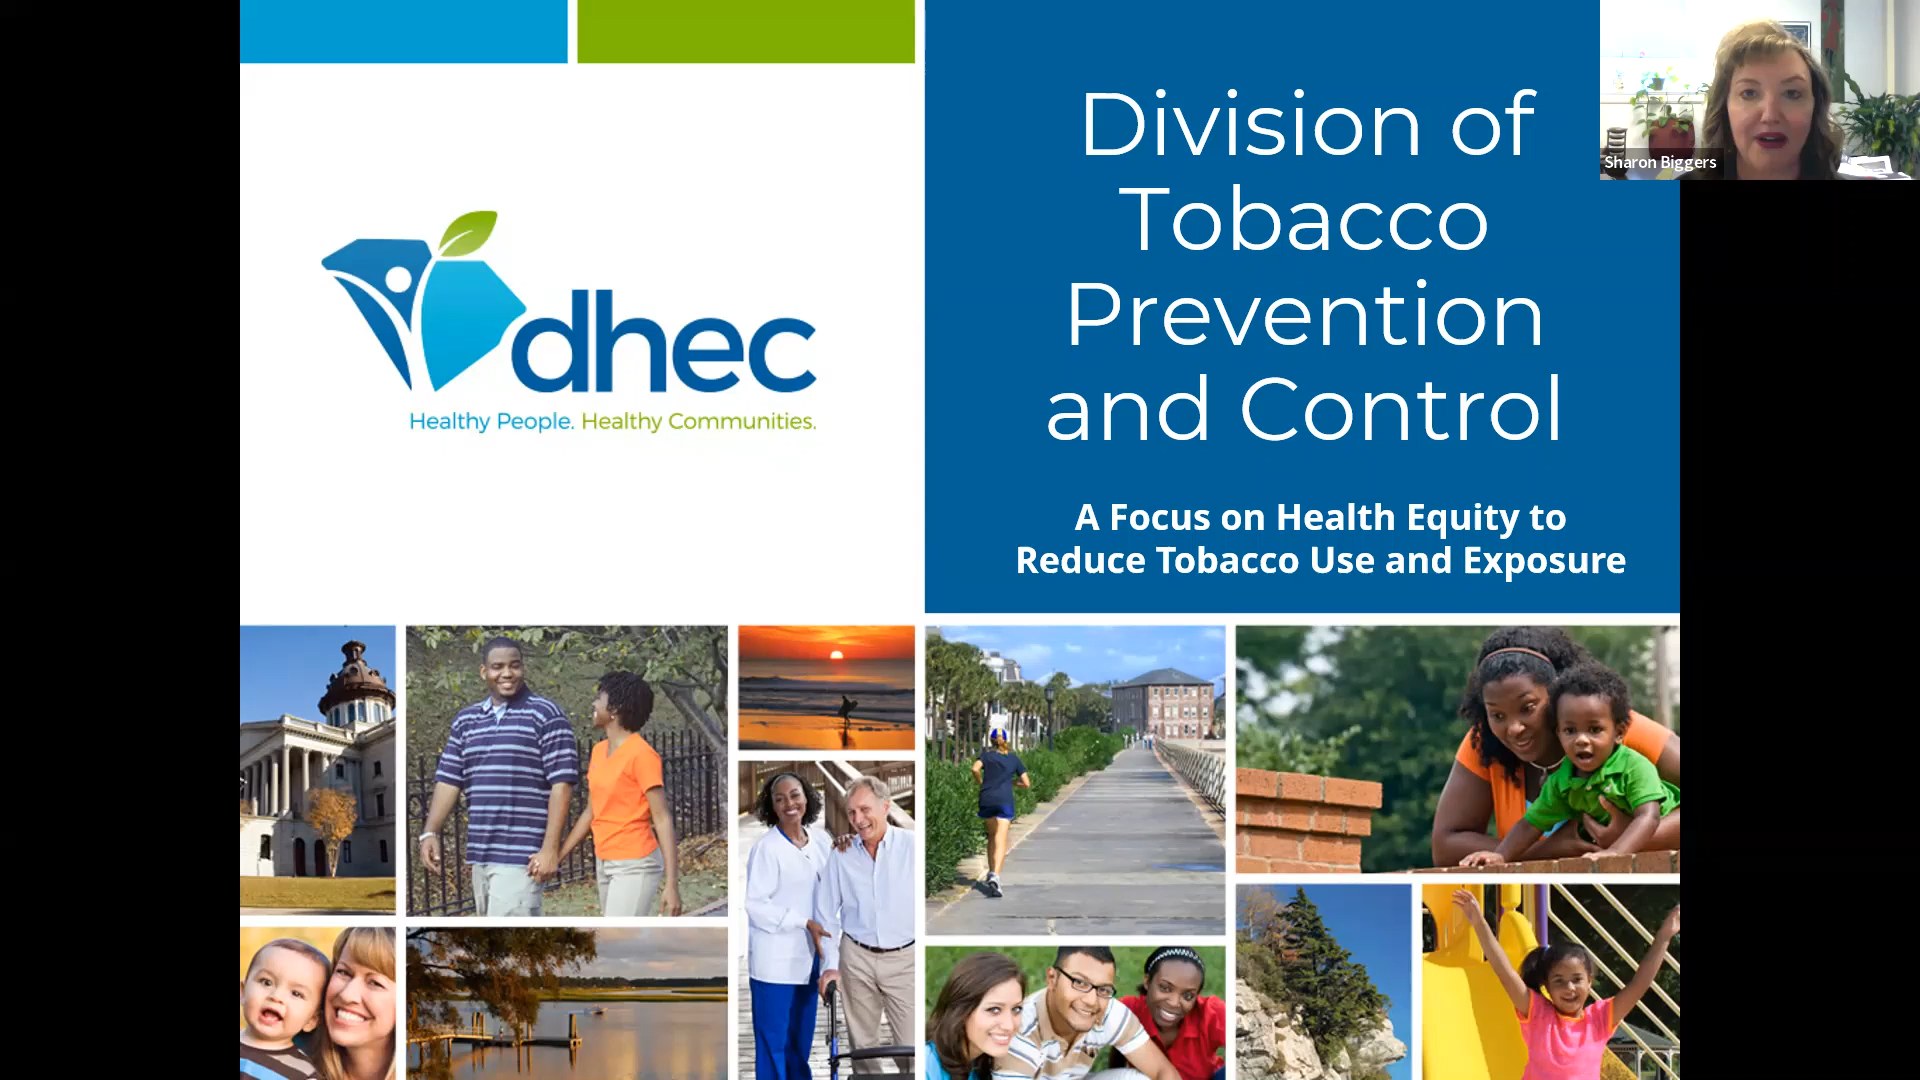 dhec
Healthy People. Healthy Communities.
Division of
Tobacco
Prevention
and Control
A Focus on Health Equity to
Reduce Tobacco Use and Exposure
Sharon Biggers